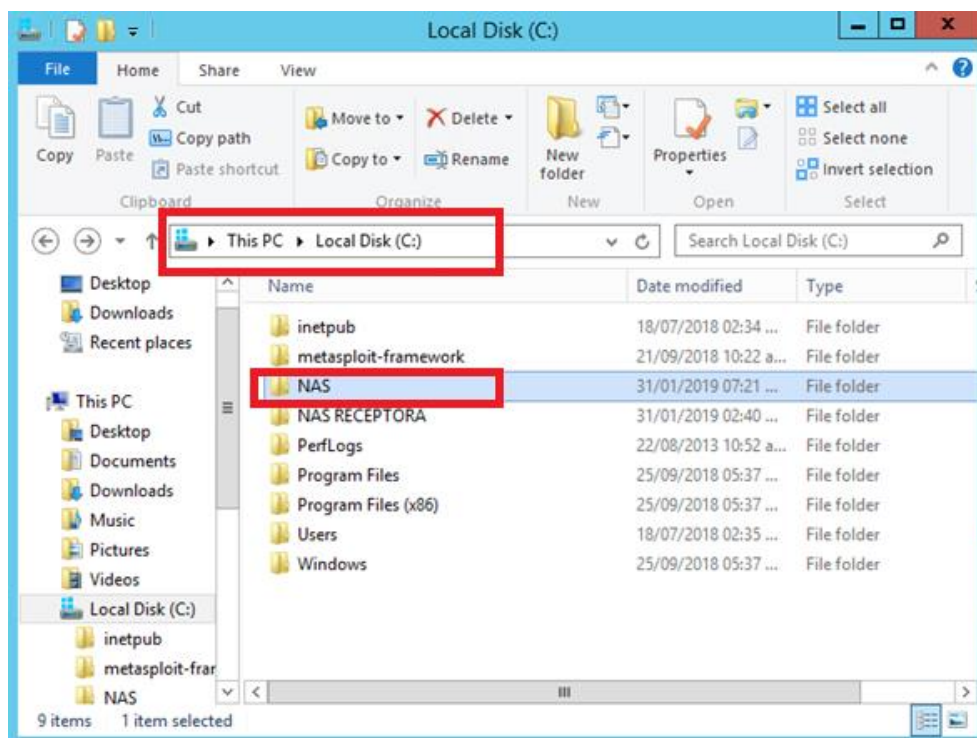 Local Disk (C:)
File Home Share View
Copy
Paste
Cut
Copy path
Paste shortcut
Clipboard
Move to
Copy to
Delete
Rename
Organize
New folder
New
Properties
Open
Select all
Select none
Invert selection
Select
This PC Local Disk (C:)
Search Local Disk (C:)
Desktop
Downloads
Recent places
This PC
Desktop
Documents
Downloads
Music
Pictures
Videos
Local Disk (C:)
inetpub
metasploit-frar
NAS
Name Date modified Type
inetpub 18/07/2018 02:34 ... File folder
metasploit-framework 21/09/2018 10:22 a... File folder
NAS 31/01/2019 07:21 ... File folder
NAS RECEPTORA 31/01/2019 02:40 ... File folder
PerfLogs 22/08/2013 10:52 a... File folder
Program Files 25/09/2018 05:37 ... File folder
Program Files (x86) 25/09/2018 05:37 ... File folder
Users 18/07/2018 02:35 ... File folder
Windows 25/09/2018 05:37 ... File folder
9 items 1 item selected